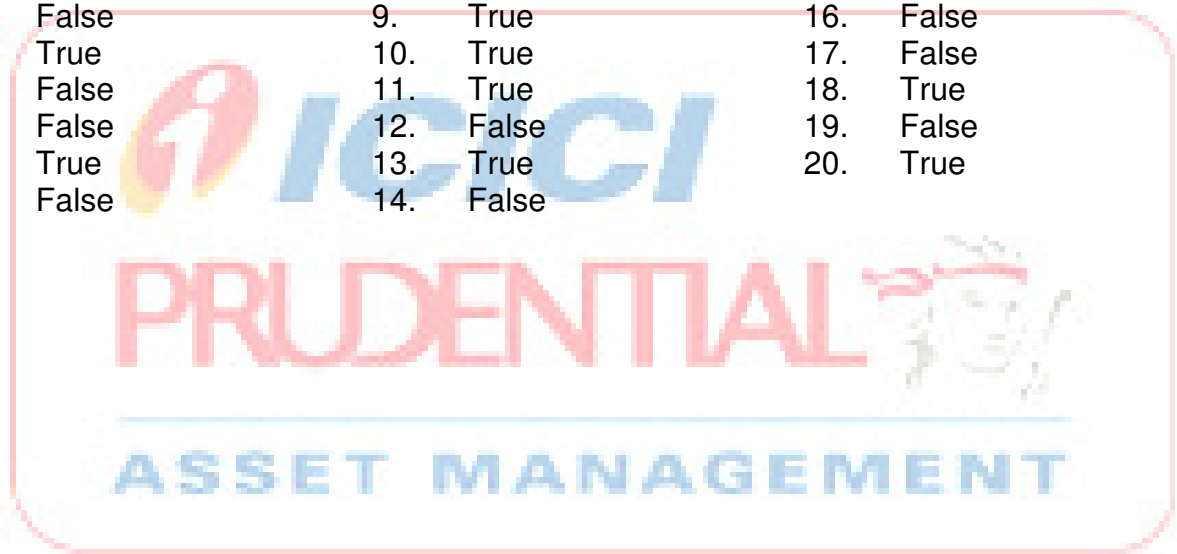 False 9. True 16. False
True 10. True 17. False
False 11. True 18. True
False 12. False 19. False
True 13. True 20. True
False 14. False
ICICI
PRUDENTIAL
ASSET MANAGEMENT